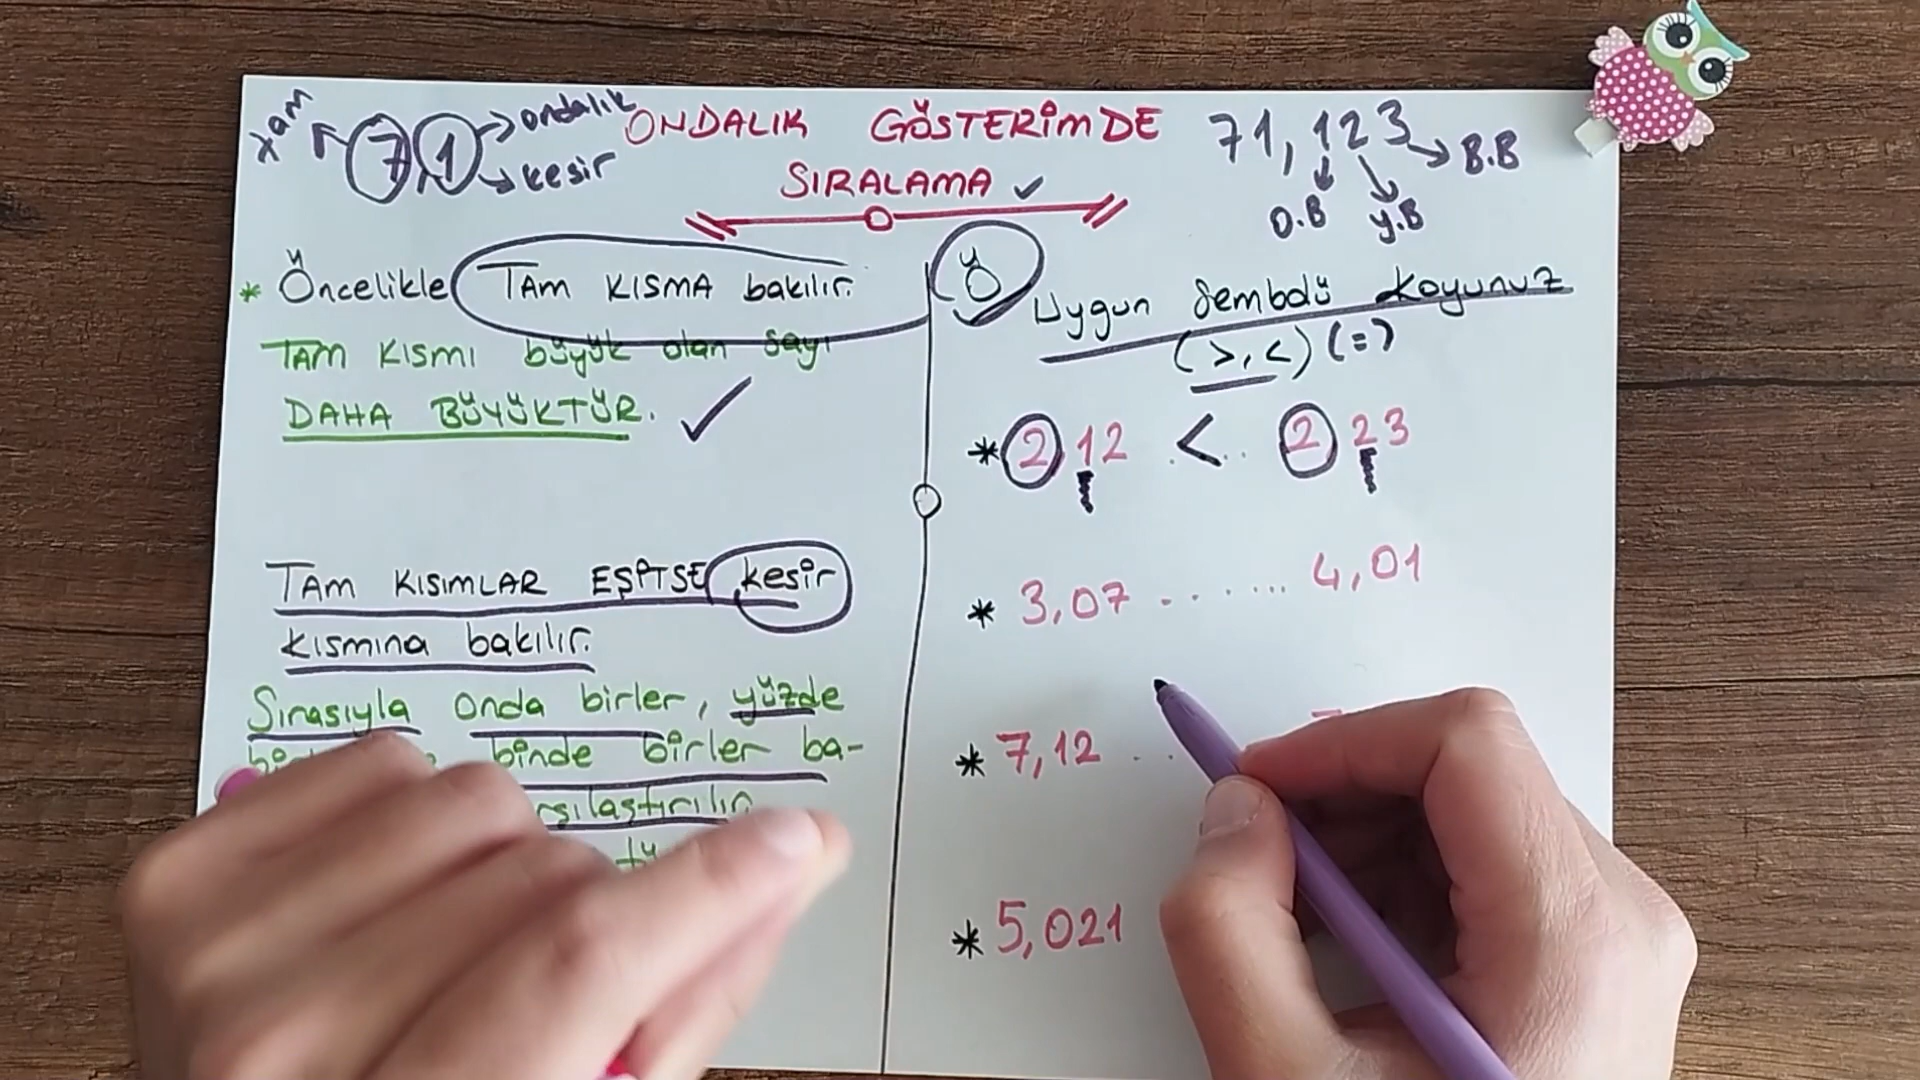 Tam 7,1 ondalık
kesir
ONDALIK GÖSTERİMDE
SIRALAMA ✓
71,123 B.B
O.B y.B
* Öncelikle TAM KISMA bakılır.
TAM KISMI büyük olan sayı
DAHA BÜYÜKTÜR. ✓
TAM KISIMLAR EŞİTSE kesir
kısmına bakılır.
Sırasıyla onda birler, yüzde
binde birler ba-
Ö
Uygun Sembolü Koyunuz
(>,<) (=)
* 2,12 < 2,23
* 3,07 ....... 4,01
* 7,12 ...
* 5,021